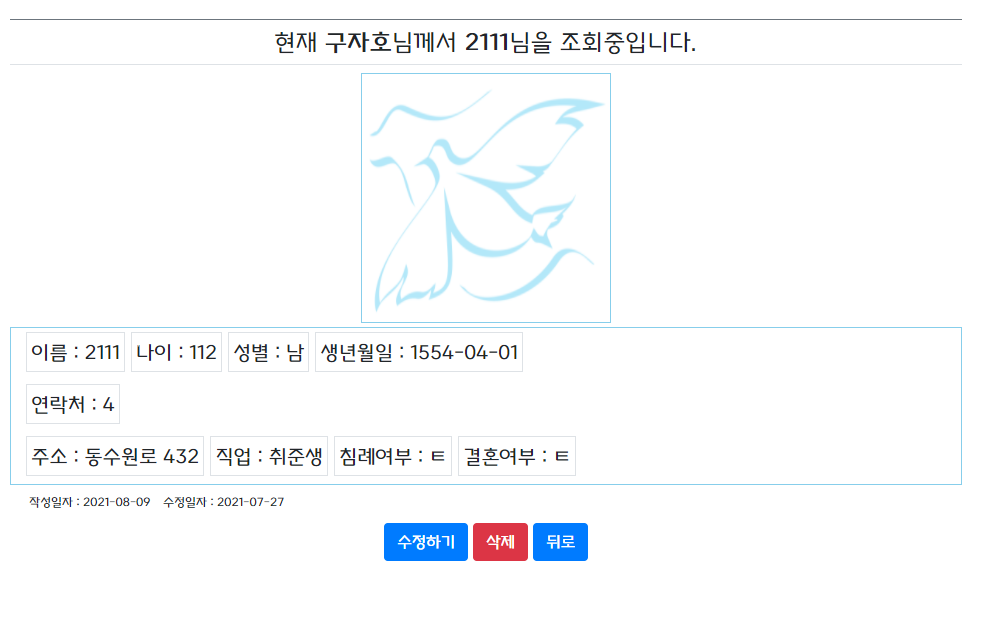 현재 구자호님께서 2111님을 조회중입니다.
이름 : 2111 나이 : 112 성별 : 남 생년월일 : 1554-04-01
연락처 : 4
주소 : 동수원로 432 직업 : 취준생 침례여부 : ㅌ 결혼여부 : ㅌ
작성일자 : 2021-08-09 수정일자 : 2021-07-27
수정하기 삭제 뒤로